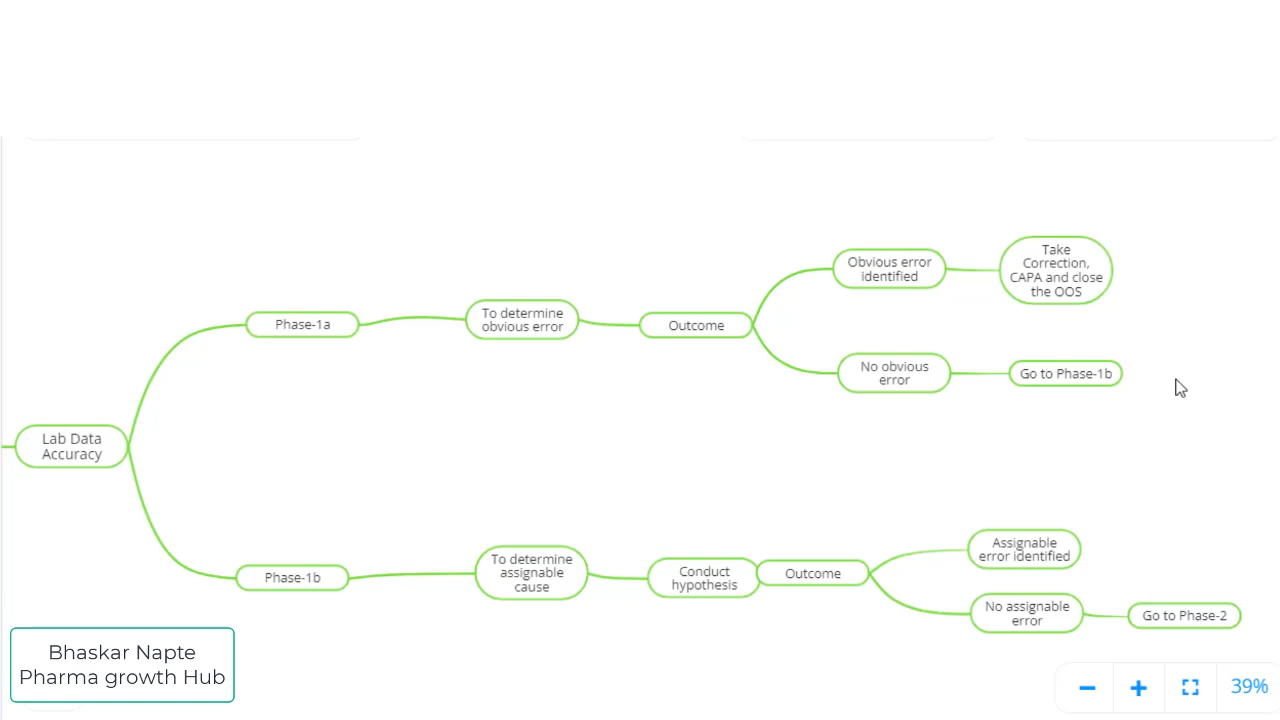 Take
Correction,
CAPA and close
the OOS
Obvious error
identified
Phase-1a
To determine
obvious error
Outcome
No obvious
error
Go to Phase-1b
Lab Data
Accuracy
Phase-1b
To determine
assignable
cause
Conduct
hypothesis
Outcome
Assignable
error identified
No assignable
error
Go to Phase-2
Bhaskar Napte
Pharma growth Hub
39%